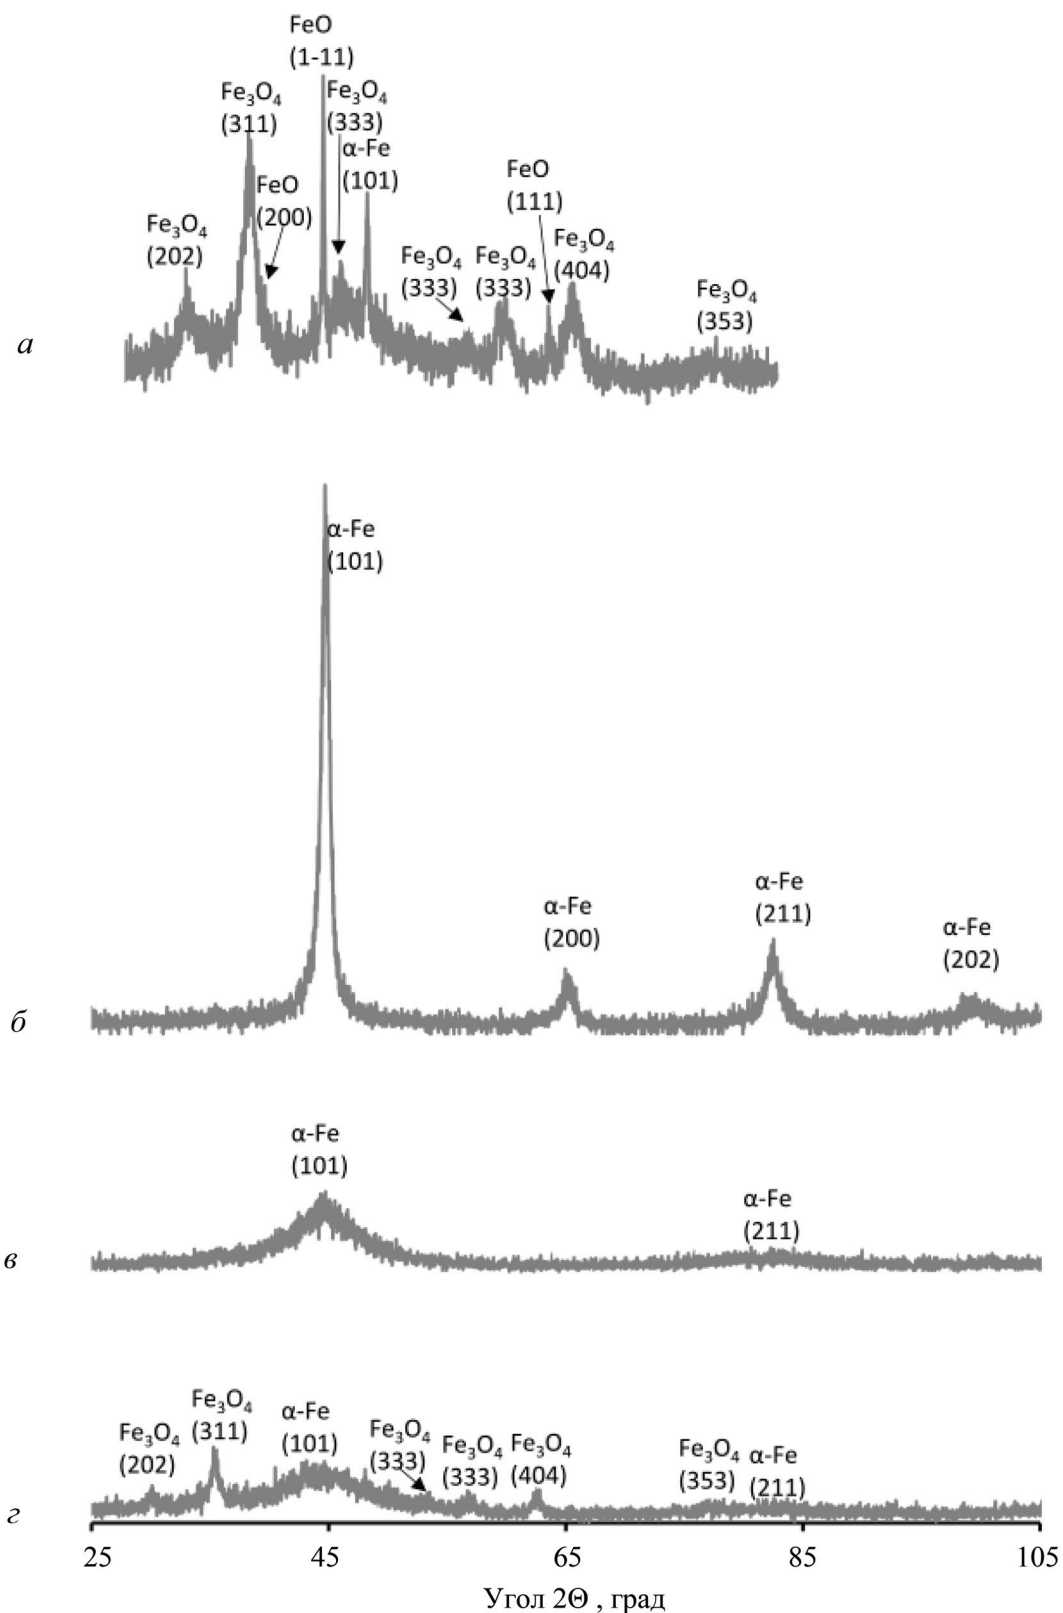 FeO
(1-11)
Fe₃O₄
(311)
Fe₃O₄
(333)
α-Fe
(101)
FeO
(200)
Fe₃O₄
(202)
FeO
(111)
Fe₃O₄
(333)
Fe₃O₄
(333)
Fe₃O₄
(404)
Fe₃O₄
(353)
а
α-Fe
(101)
α-Fe
(200)
α-Fe
(211)
α-Fe
(202)
б
α-Fe
(101)
α-Fe
(211)
в
Fe₃O₄
(202)
Fe₃O₄
(311)
α-Fe
(101)
Fe₃O₄
(333)
Fe₃O₄
(333)
Fe₃O₄
(404)
Fe₃O₄
(353)
α-Fe
(211)
г
25 45 65 85 105
Угол 2Θ , град